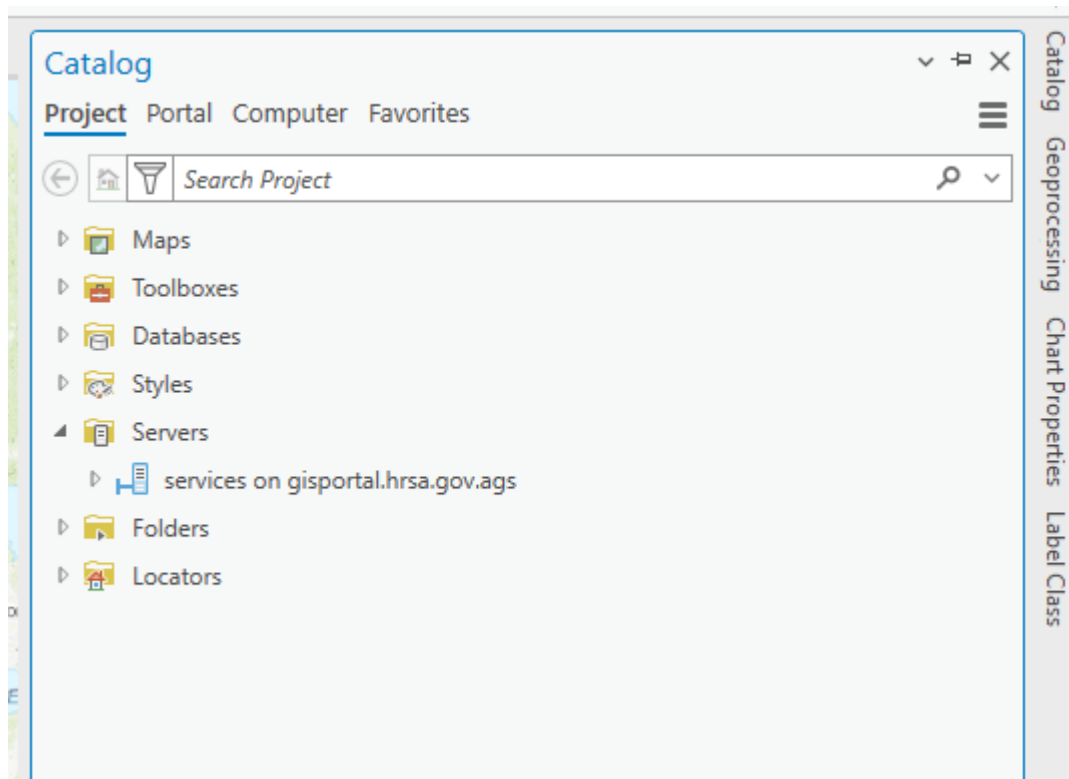 Catalog
Project Portal Computer Favorites
Search Project
Maps
Toolboxes
Databases
Styles
Servers
services on gisportal.hrsa.gov.ags
Folders
Locators
Catalog
Geoprocessing
Chart Properties
Label Class